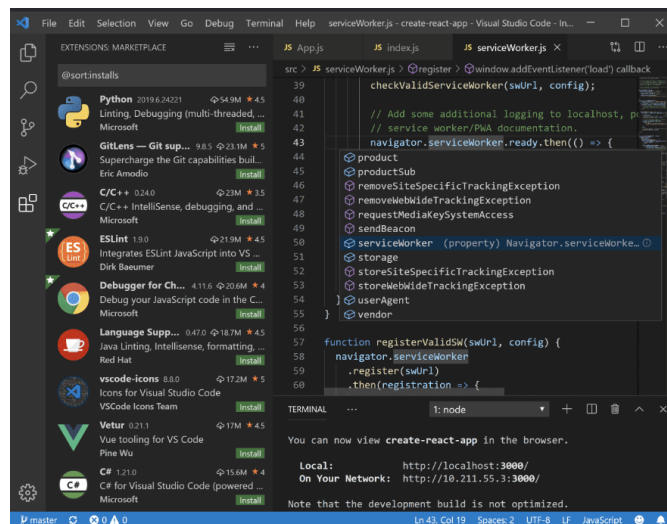 File Edit Selection View Go Debug Terminal Help serviceWorker.js - create-react-app - Visual Studio Code - In...
EXTENSIONS: MARKETPLACE
@sort:installs
Python 2019.6.24221 54.9M ★ 4.5
Linting, Debugging (multi-threaded, ...
Microsoft Install
GitLens — Git sup... 9.8.5 23.1M ★ 5
Supercharge the Git capabilities buil...
Eric Amodio Install
C/C++ 0.24.0 23M ★ 3.5
C/C++ IntelliSense, debugging, and ...
Microsoft Install
ESLint 1.9.0 21.9M ★ 4.5
Integrates ESLint JavaScript into VS ...
Dirk Baeumer Install
Debugger for Ch... 4.11.6 20.6M ★ 4
Debug your JavaScript code in the C...
Microsoft Install
Language Supp... 0.47.0 18.7M ★ 4.5
Java Linting, Intellisense, formatting, ...
Red Hat Install
vscode-icons 8.8.0 17.2M ★ 5
Icons for Visual Studio Code
VSCode Icons Team Install
Vetur 0.21.1 17M ★ 4.5
Vue tooling for VS Code
Pine Wu Install
C# 1.21.0 15.6M ★ 4
C# for Visual Studio Code (powered ...
Microsoft Install
JS App.js JS index.js JS serviceWorker.js ×
src > JS serviceWorker.js > register > window.addEventListener('load') callback
39 checkValidServiceWorker(swUrl, config);
40
41 // Add some additional logging to localhost, po
42 // service worker/PWA documentation.
43 navigator.serviceWorker.ready.then(() => {
44 product
45 productSub
46 removeSiteSpecificTrackingException
47 removeWebWideTrackingException
48 requestMediaKeySystemAccess
49 sendBeacon
50 serviceWorker (property) Navigator.serviceWorke...
51 storage
52 storeSiteSpecificTrackingException
53 storeWebWideTrackingException
54 } userAgent
55 } vendor
56
57 function registerValidSW(swUrl, config) {
58 navigator.serviceWorker
59 .register(swUrl)
60 .then(registration => {
TERMINAL ... 1: node
You can now view create-react-app in the browser.
Local: http://localhost:3000/
On Your Network: http://10.211.55.3:3000/
Note that the development build is not optimized.
master 0 0 Ln 43, Col 19 Spaces: 2 UTF-8 LF JavaScript